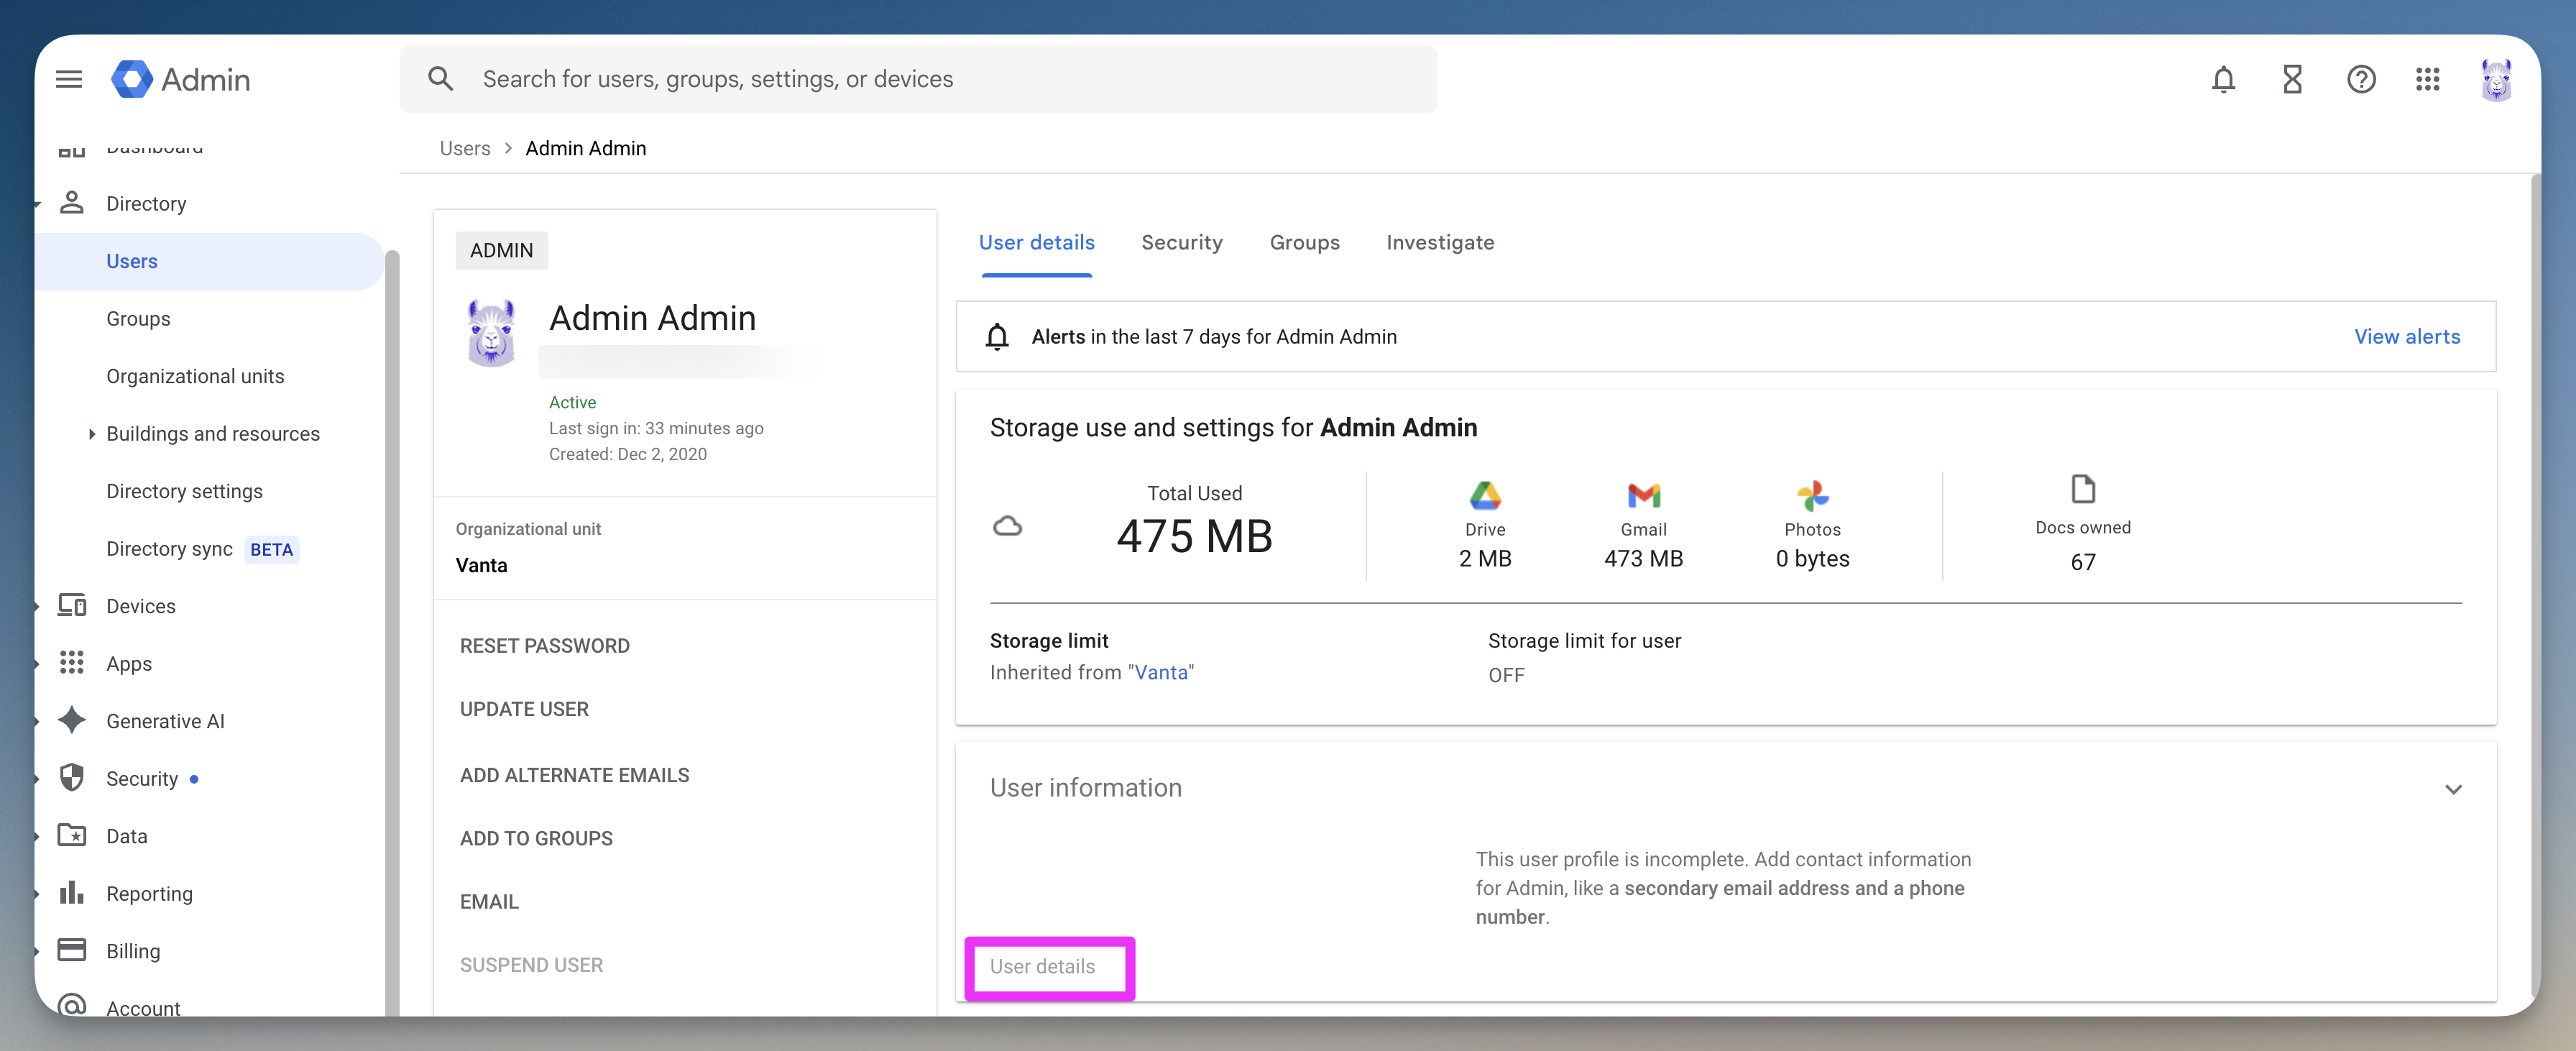 Admin
Search for users, groups, settings, or devices
Users > Admin Admin
Dashboard
Directory
Users
Groups
Organizational units
Buildings and resources
Directory settings
Directory sync BETA
Devices
Apps
Generative AI
Security
Data
Reporting
Billing
Account
ADMIN
Admin Admin
Active
Last sign in: 33 minutes ago
Created: Dec 2, 2020
Organizational unit
Vanta
RESET PASSWORD
UPDATE USER
ADD ALTERNATE EMAILS
ADD TO GROUPS
EMAIL
SUSPEND USER
User details Security Groups Investigate
Alerts in the last 7 days for Admin Admin View alerts
Storage use and settings for Admin Admin
Total Used
475 MB
Drive
2 MB
Gmail
473 MB
Photos
0 bytes
Docs owned
67
Storage limit
Inherited from "Vanta"
Storage limit for user
OFF
User information
This user profile is incomplete. Add contact information
for Admin, like a secondary email address and a phone
number.
User details